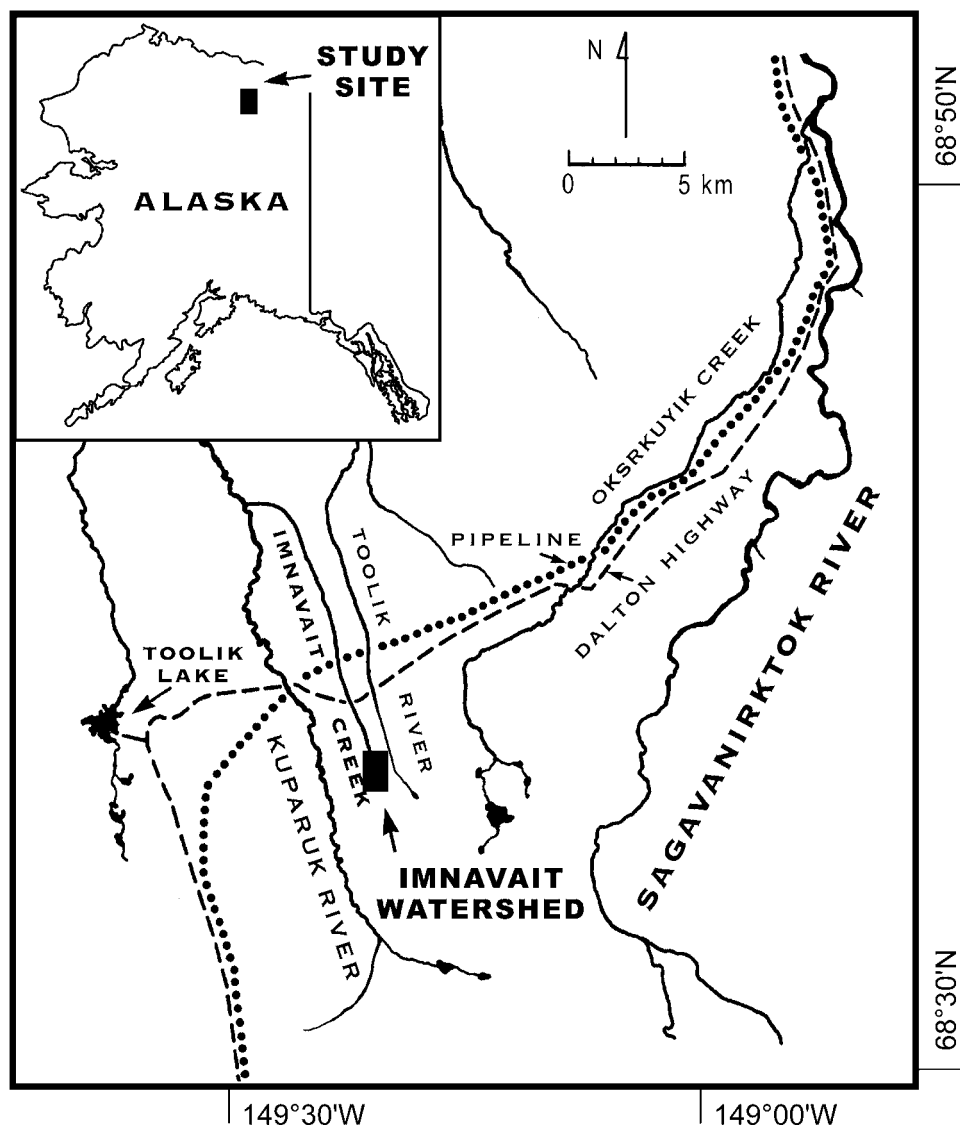 STUDY
SITE
ALASKA
N
0 5 km
68°50'N
OKSRKUYIK CREEK
PIPELINE
DALTON HIGHWAY
SAGAVANIRKTOK RIVER
IMNAVAIT
CREEK
TOOLIK
RIVER
TOOLIK
LAKE
KUPARUK RIVER
IMNAVAIT
WATERSHED
68°30'N
149°30'W
149°00'W